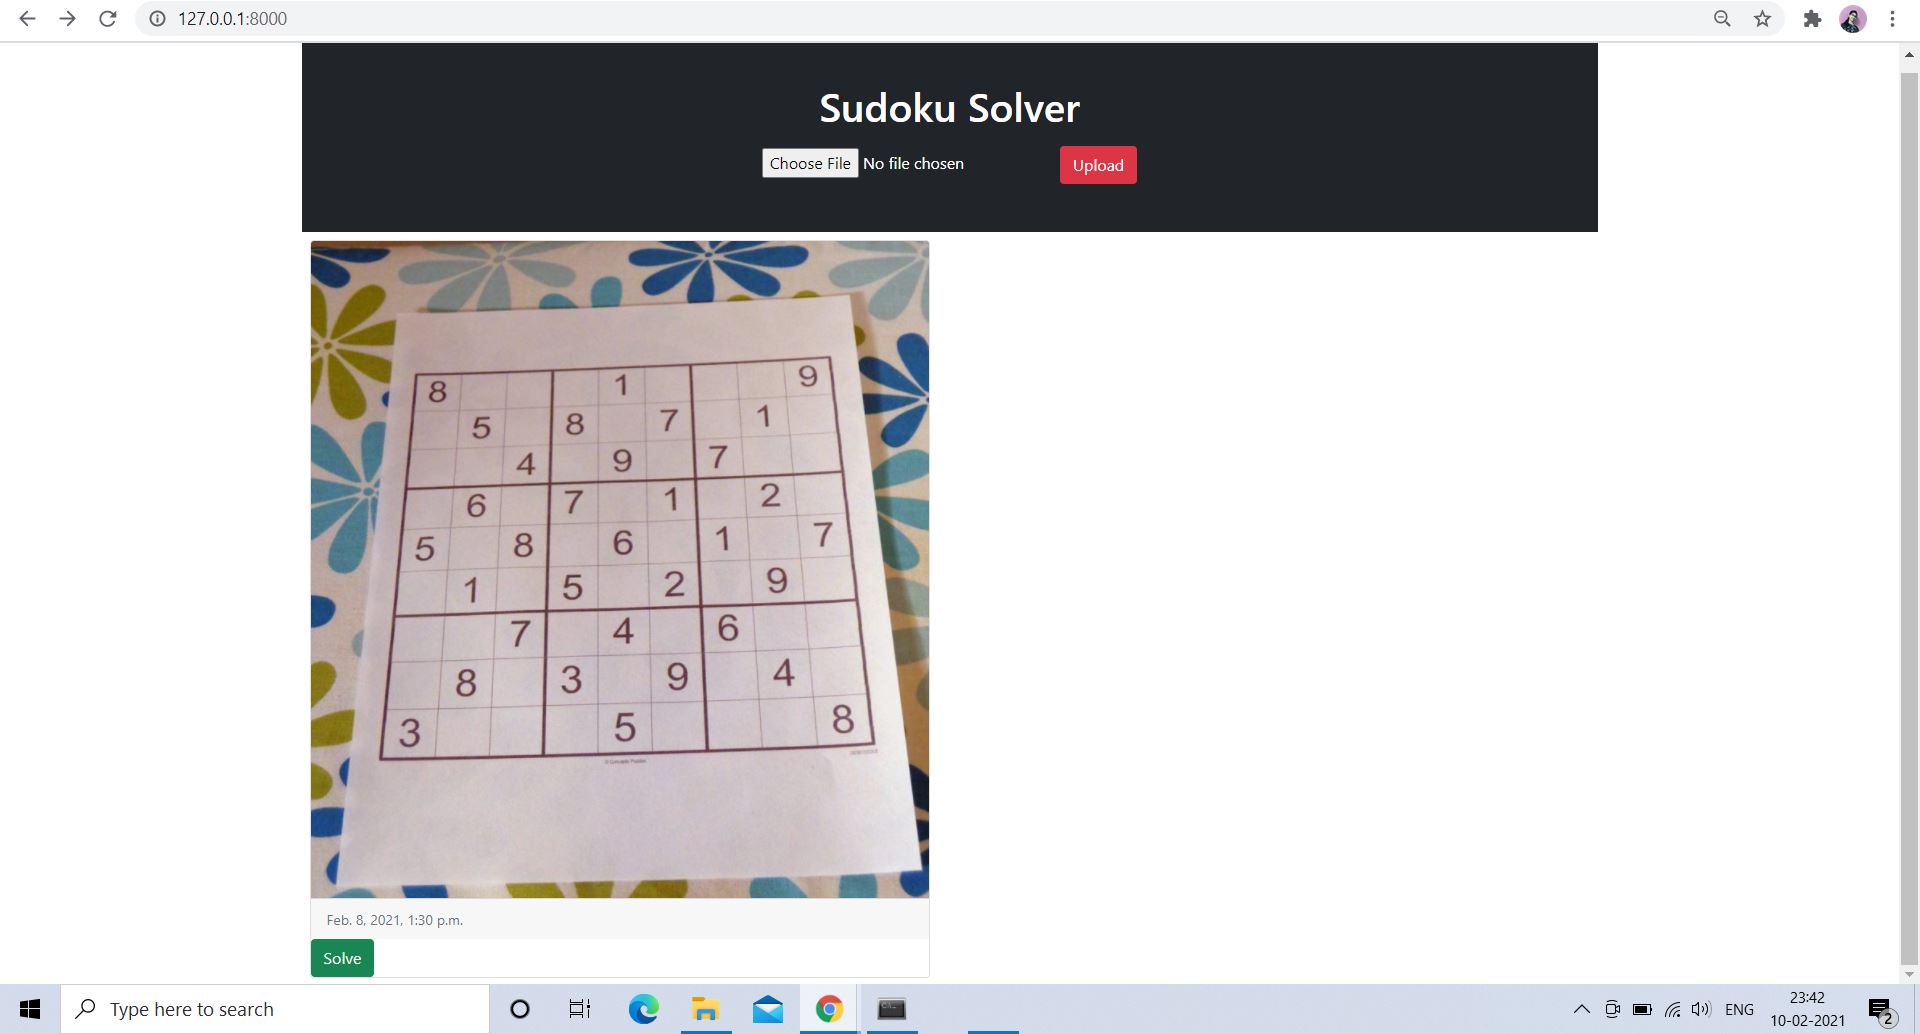 127.0.0.1:8000
Sudoku Solver
Choose File No file chosen Upload
8 1 9
5 8 7 1
4 9 7
6 7 1 2
5 8 6 1 7
1 5 2 9
7 4 6
8 3 9 4
3 5 8
Feb. 8, 2021, 1:30 p.m.
Solve
Type here to search
ENG
23:42
10-02-2021
2